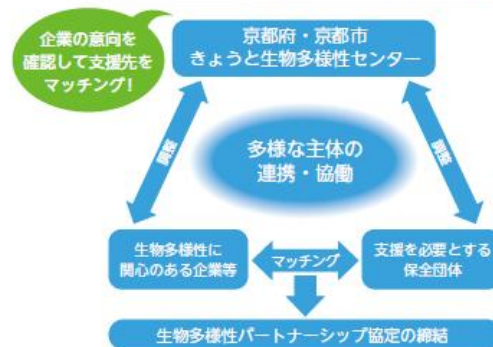 企業の意向を
確認して支援先を
マッチング!
京都府・京都市
きょうと生物多様性センター
調整
多様な主体の
連携・協働
調整
生物多様性に
関心のある企業等
マッチング
支援を必要とする
保全団体
生物多様性パートナーシップ協定の締結